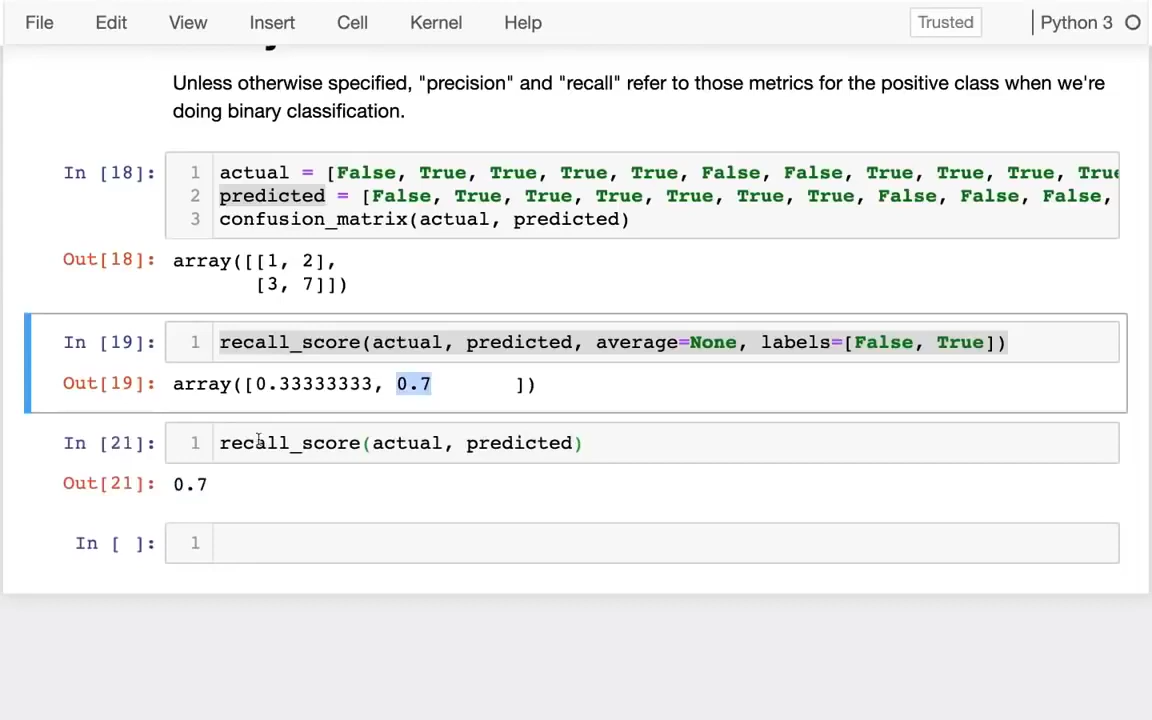 File Edit View Insert Cell Kernel Help Trusted Python 3
Unless otherwise specified, "precision" and "recall" refer to those metrics for the positive class when we're
doing binary classification.
In [18]: 1 actual = [False, True, True, True, True, False, False, True, True, True, True
2 predicted = [False, True, True, True, True, True, True, False, False, False,
3 confusion_matrix(actual, predicted)
Out[18]: array([[1, 2],
[3, 7]])
In [19]: 1 recall_score(actual, predicted, average=None, labels=[False, True])
Out[19]: array([0.33333333, 0.7 ])
In [21]: 1 recall_score(actual, predicted)
Out[21]: 0.7
In [ ]: 1